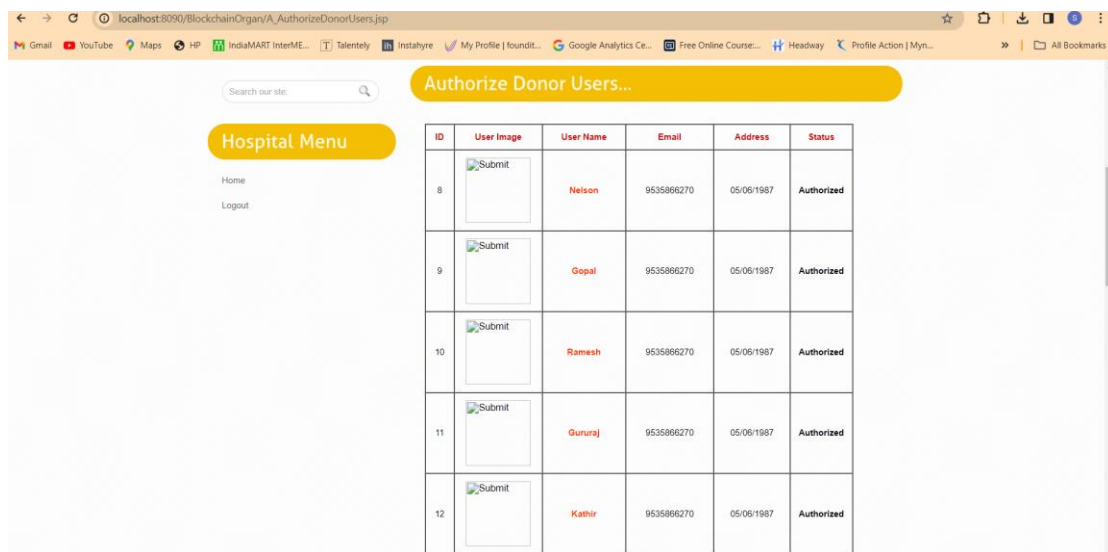 localhost:8090/BlockchainOrgan/A_AuthorizeDonorUsers.jsp
Gmail YouTube Maps HP IndiaMART InterME... Talentely Instahyre My Profile | foundit... Google Analytics Ce... Free Online Course:... Headway Profile Action | Myn... » All Bookmarks
Search our site:
Authorize Donor Users...
Hospital Menu
Home
Logout
ID User Image User Name Email Address Status
8 Submit Nelson 9535866270 05/06/1987 Authorized
9 Submit Gopal 9535866270 05/06/1987 Authorized
10 Submit Ramesh 9535866270 05/06/1987 Authorized
11 Submit Gururaj 9535866270 05/06/1987 Authorized
12 Submit Kathir 9535866270 05/06/1987 Authorized